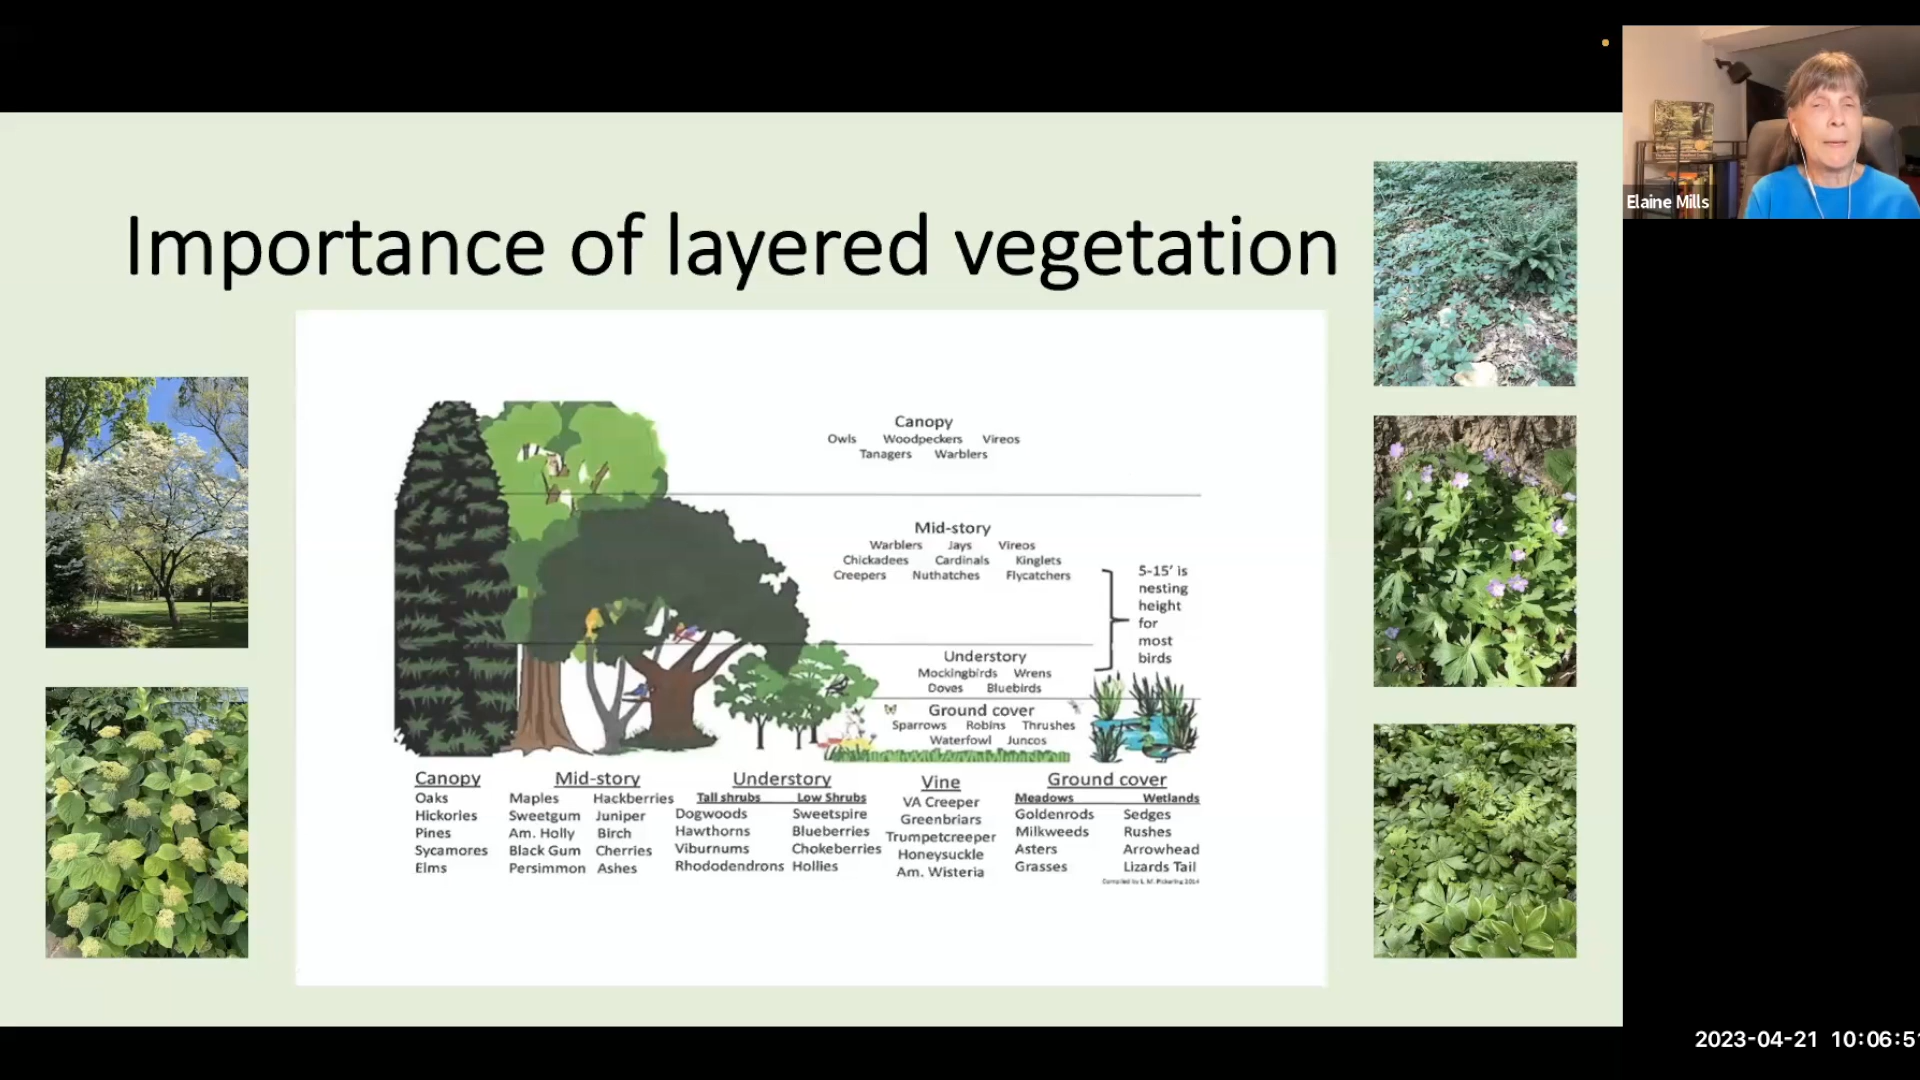 Elaine Mills
Importance of layered vegetation
Canopy
Owls Woodpeckers Vireos
Tanagers Warblers
Mid-story
Warblers Jays Vireos
Chickadees Cardinals Kinglets
Creepers Nuthatches Flycatchers
5-15' is
nesting
height
for
most
birds
Understory
Mockingbirds Wrens
Doves Bluebirds
Ground cover
Sparrows Robins Thrushes
Waterfowl Juncos
Canopy
Oaks
Hickories
Pines
Sycamores
Elms
Mid-story
Maples Hackberries
Sweetgum Juniper
Am. Holly Birch
Black Gum Cherries
Persimmon Ashes
Understory
Tall shrubs Low Shrubs
Dogwoods Sweetspire
Hawthorns Blueberries
Viburnums Chokeberries
Rhododendrons Hollies
Vine
VA Creeper
Greenbriars
Trumpetcreeper
Honeysuckle
Am. Wisteria
Ground cover
Meadows Wetlands
Goldenrods Sedges
Milkweeds Rushes
Asters Arrowhead
Grasses Lizards Tail
Compiled by L. M. Pickering 2014
2023-04-21 10:06:51